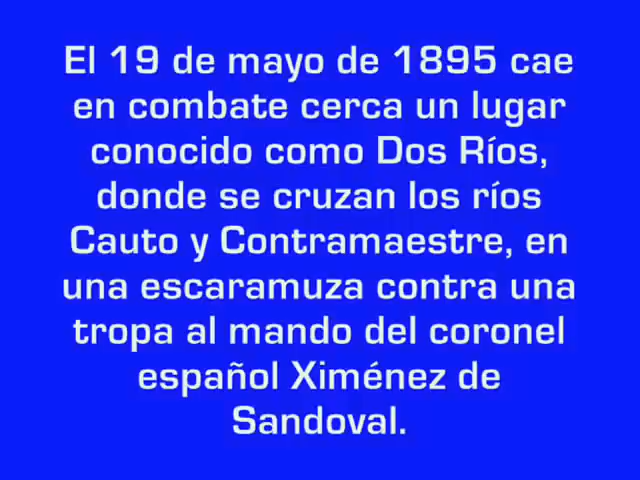 El 19 de mayo de 1895 cae
en combate cerca un lugar
conocido como Dos Ríos,
donde se cruzan los ríos
Cauto y Contramaestre, en
una escaramuza contra una
tropa al mando del coronel
español Ximénez de
Sandoval.